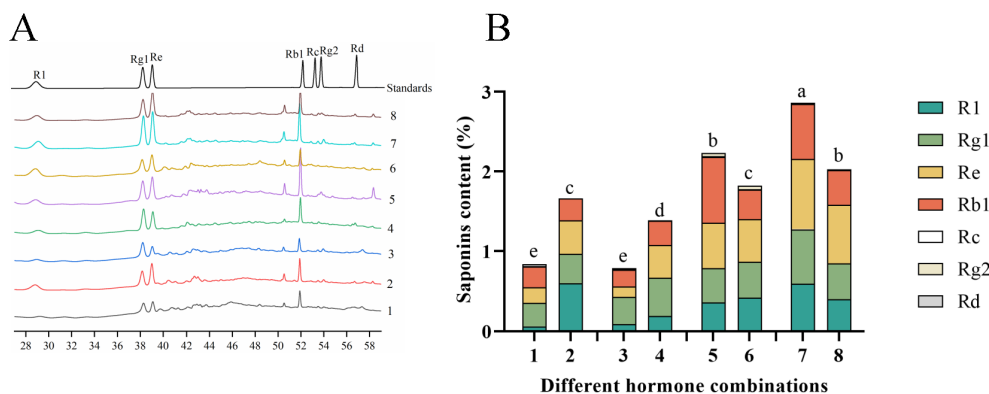 A
R1
Rg1 Re
Rb1 Rc Rg2 Rd
Standards
8
7
6
5
4
3
2
1
28 30 32 34 36 38 40 42 44 46 48 50 52 54 56 58
B
Saponins content (%)
3
2
1
0
e c e d b c a b
1 2 3 4 5 6 7 8
Different hormone combinations
R1
Rg1
Re
Rb1
Rc
Rg2
Rd